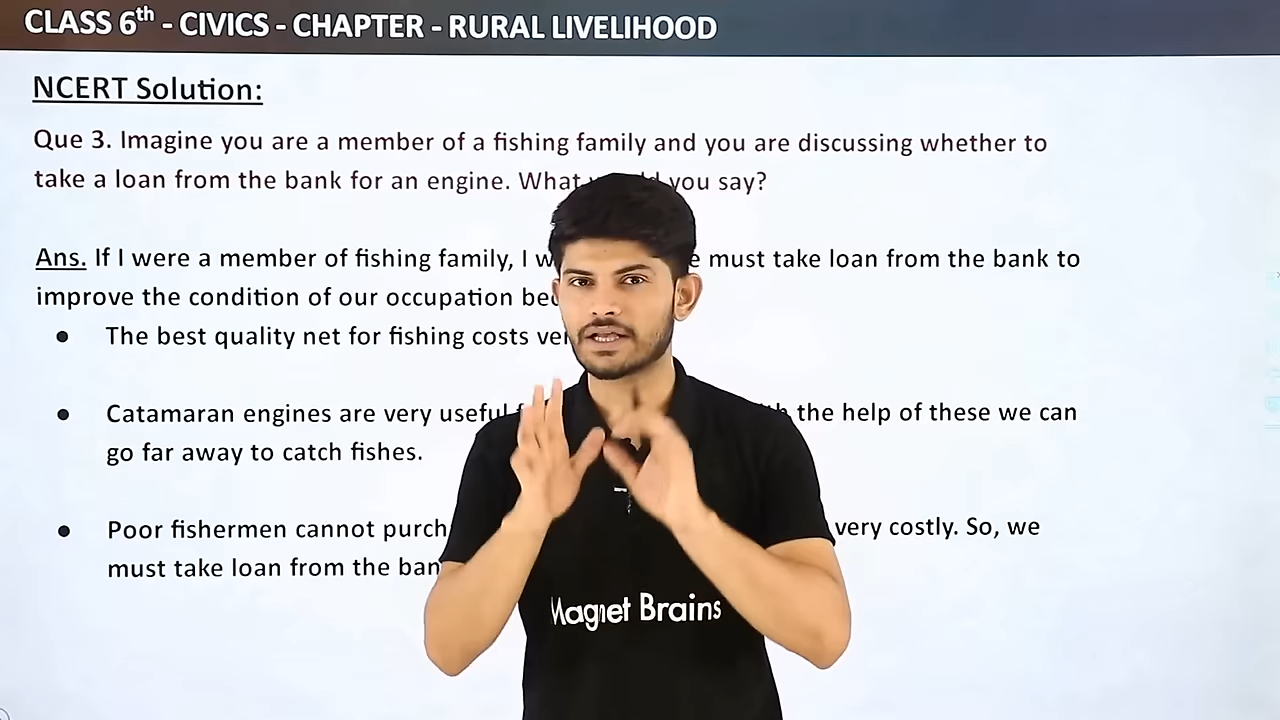 CLASS 6th - CIVICS - CHAPTER - RURAL LIVELIHOOD
NCERT Solution:
Que 3. Imagine you are a member of a fishing family and you are discussing whether to
take a loan from the bank for an engine. What you say?
Ans. If I were a member of fishing family, I must take loan from the bank to
improve the condition of our occupation
● The best quality net for fishing costs
● Catamaran engines are very useful the help of these we can
go far away to catch fishes.
● Poor fishermen cannot very costly. So, we
must take loan from the
Magnet Brains